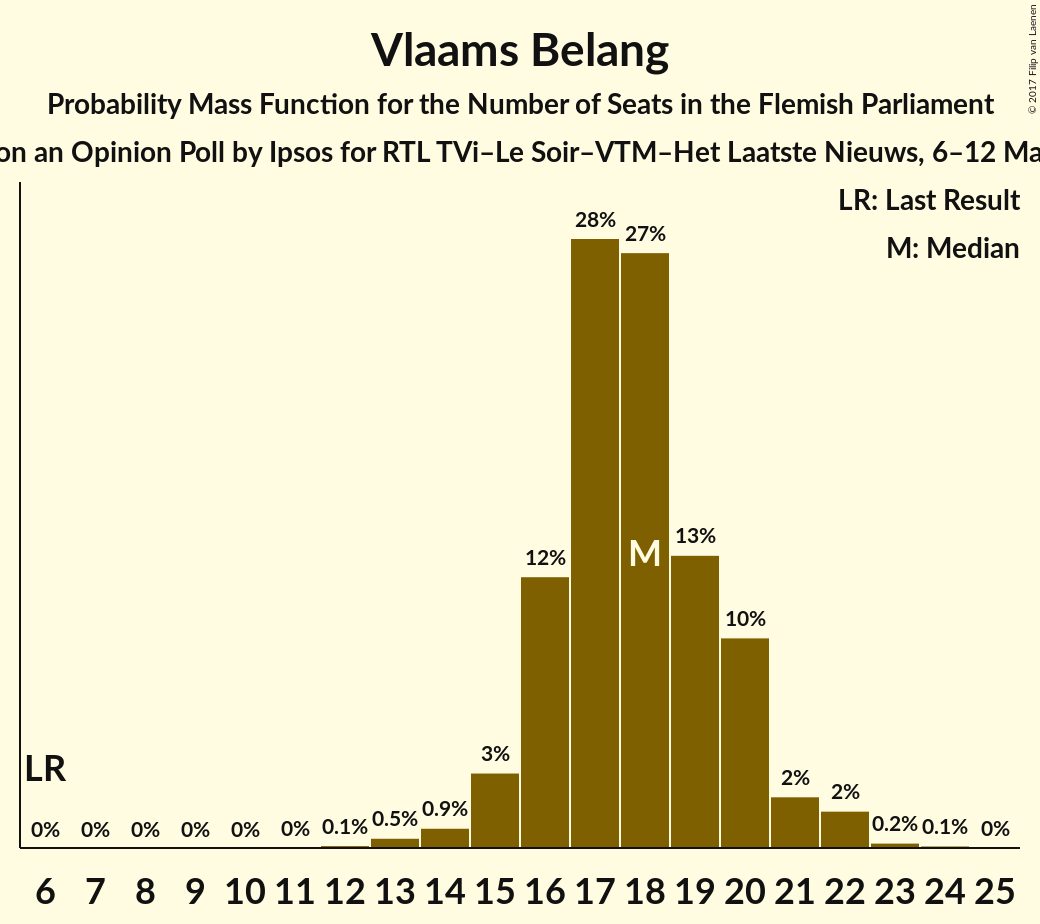 Vlaams Belang
Probability Mass Function for the Number of Seats in the Flemish Parliament
on an Opinion Poll by Ipsos for RTL TVi–Le Soir–VTM–Het Laatste Nieuws, 6–12 Ma
© 2017 Filip van Laenen
LR: Last Result
M: Median
28%
27%
13%
12%
10%
3%
2%
2%
0.9%
0.5%
0.2%
0.1%
0.1%
0% 0% 0% 0% 0% 0% 0%
M
LR
6 7 8 9 10 11 12 13 14 15 16 17 18 19 20 21 22 23 24 25